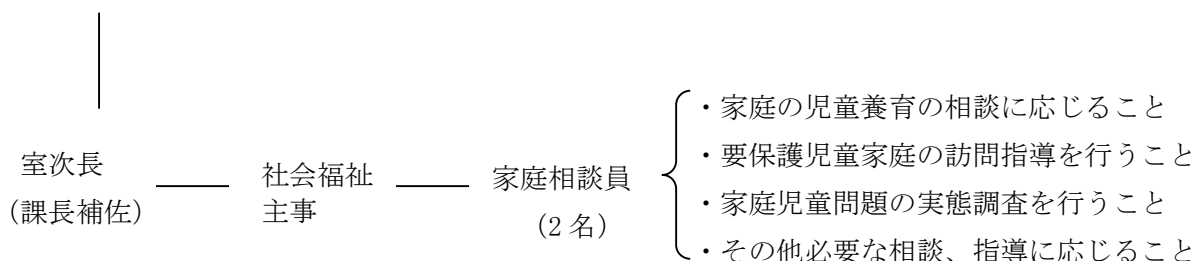 室次長
（課長補佐）
社会福祉
主事
家庭相談員
（2 名）
・家庭の児童養育の相談に応じること
・要保護児童家庭の訪問指導を行うこと
・家庭児童問題の実態調査を行うこと
・その他必要な相談、指導に応じること